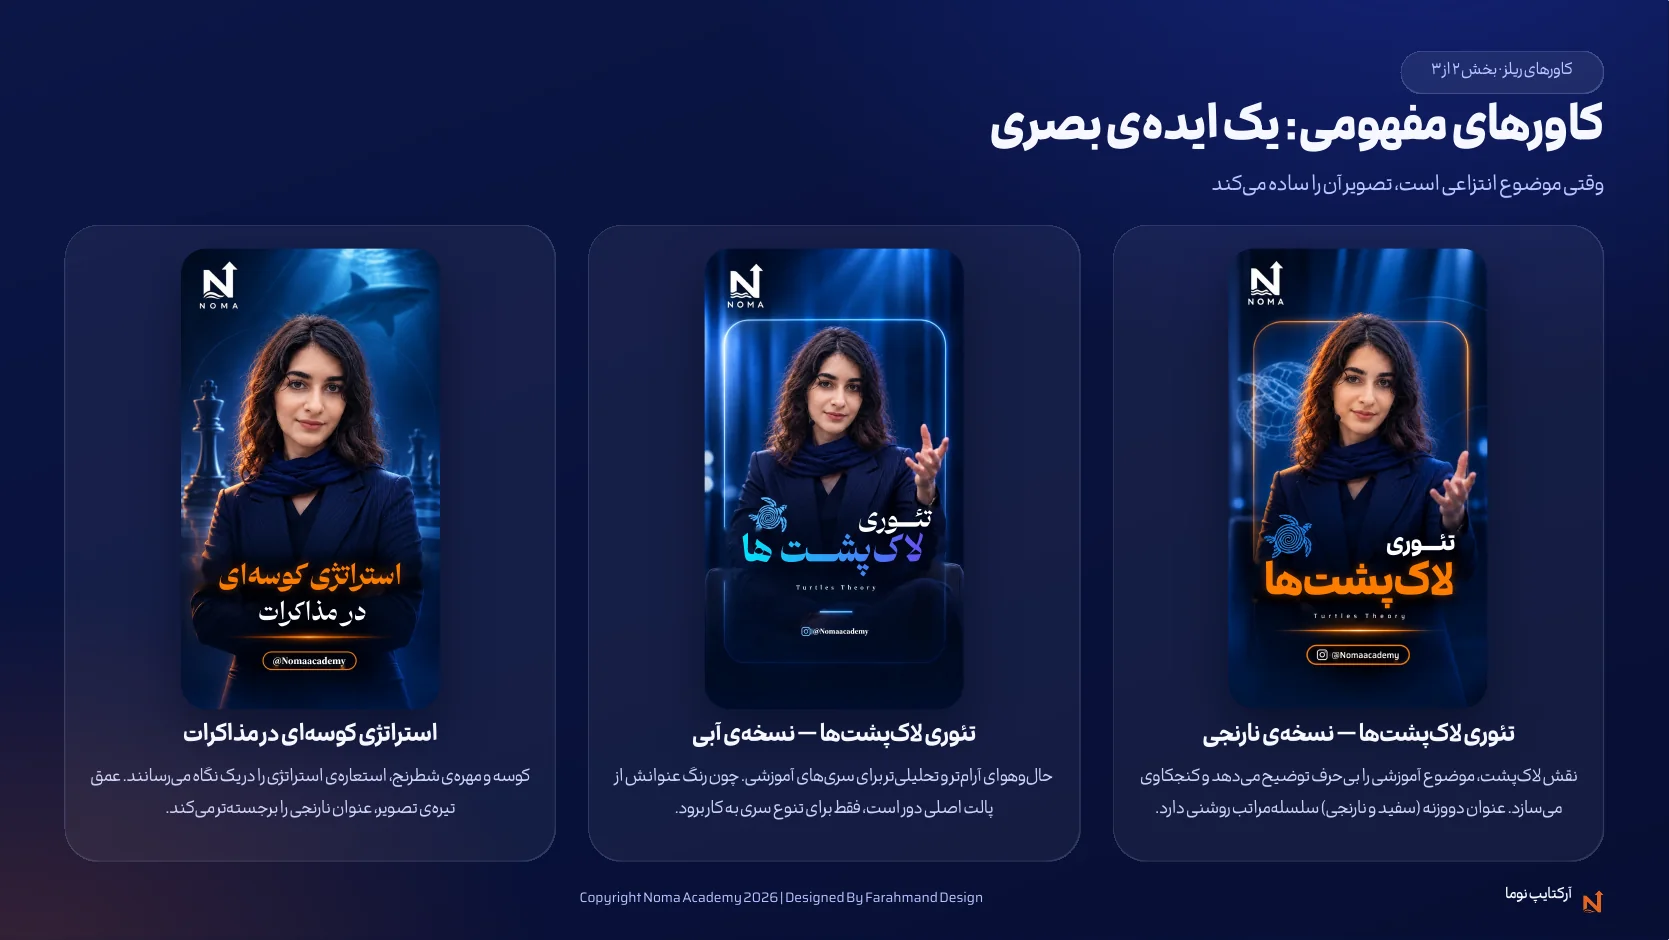 کاورهای ریلز · بخش ۲ از ۳
کاورهای مفهومی: یک ایده‌ی بصری
وقتی موضوع انتزاعی است، تصویر آن را ساده می‌کند
NOMA
تئوری
لاک‌پشت‌ها
Turtles Theory
@Nomaacademy
تئوری لاک‌پشت‌ها — نسخه‌ی نارنجی
نقش لاک‌پشت، موضوع آموزشی را بی‌حرف توضیح می‌دهد و کنجکاوی
می‌سازد. عنوان دووزنه (سفید و نارنجی) سلسله‌مراتب روشنی دارد.
NOMA
تئوری
لاک‌پشت ها
Turtles Theory
@Nomaacademy
تئوری لاک‌پشت‌ها — نسخه‌ی آبی
حال‌وهوای آرام‌تر و تحلیلی‌تر برای سری‌های آموزشی. چون رنگ عنوانش از
پالت اصلی دور است، فقط برای تنوع سری به کار برود.
NOMA
استراتژی کوسه‌ای
در مذاکرات
@Nomaacademy
استراتژی کوسه‌ای در مذاکرات
کوسه و مهره‌ی شطرنج، استعاره‌ی استراتژی را در یک نگاه می‌رسانند. عمق
تیره‌ی تصویر، عنوان نارنجی را برجسته‌تر می‌کند.
آرکتایپ نوما
Copyright Noma Academy 2026 | Designed By Farahmand Design